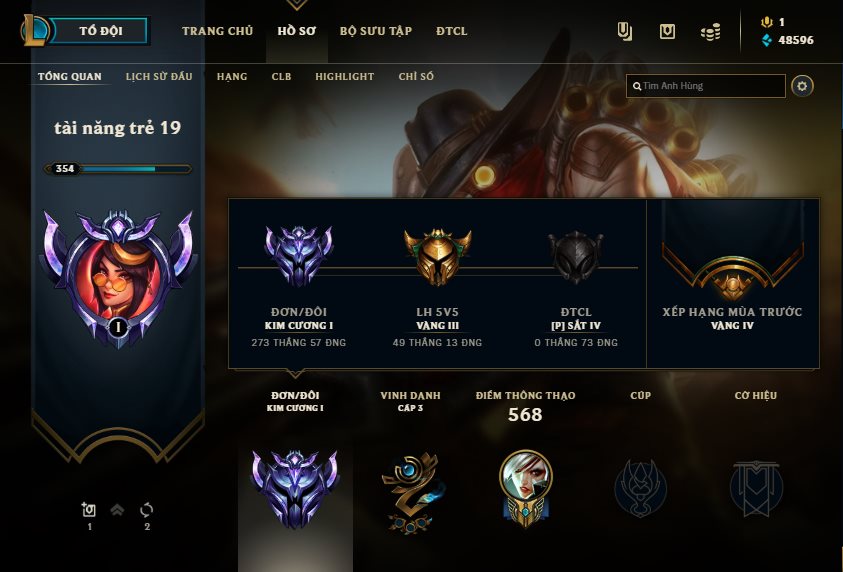 TỔ ĐỘI
TRANG CHỦ
HỒ SƠ
BỘ SƯU TẬP
ĐTCL
1
48596
TỔNG QUAN
LỊCH SỬ ĐẤU
HẠNG
CLB
HIGHLIGHT
CHỈ SỐ
Tìm Anh Hùng
tài năng trẻ 19
354
I
ĐƠN/ĐÔI
KIM CƯƠNG I
273 THẮNG 57 ĐNG
LH 5V5
VÀNG III
49 THẮNG 13 ĐNG
ĐTCL
[P] SẮT IV
0 THẮNG 73 ĐNG
XẾP HẠNG MÙA TRƯỚC
VÀNG IV
ĐƠN/ĐÔI
KIM CƯƠNG I
VINH DANH
CẤP 3
ĐIỂM THÔNG THẠO
568
CÚP
CỜ HIỆU
1
2